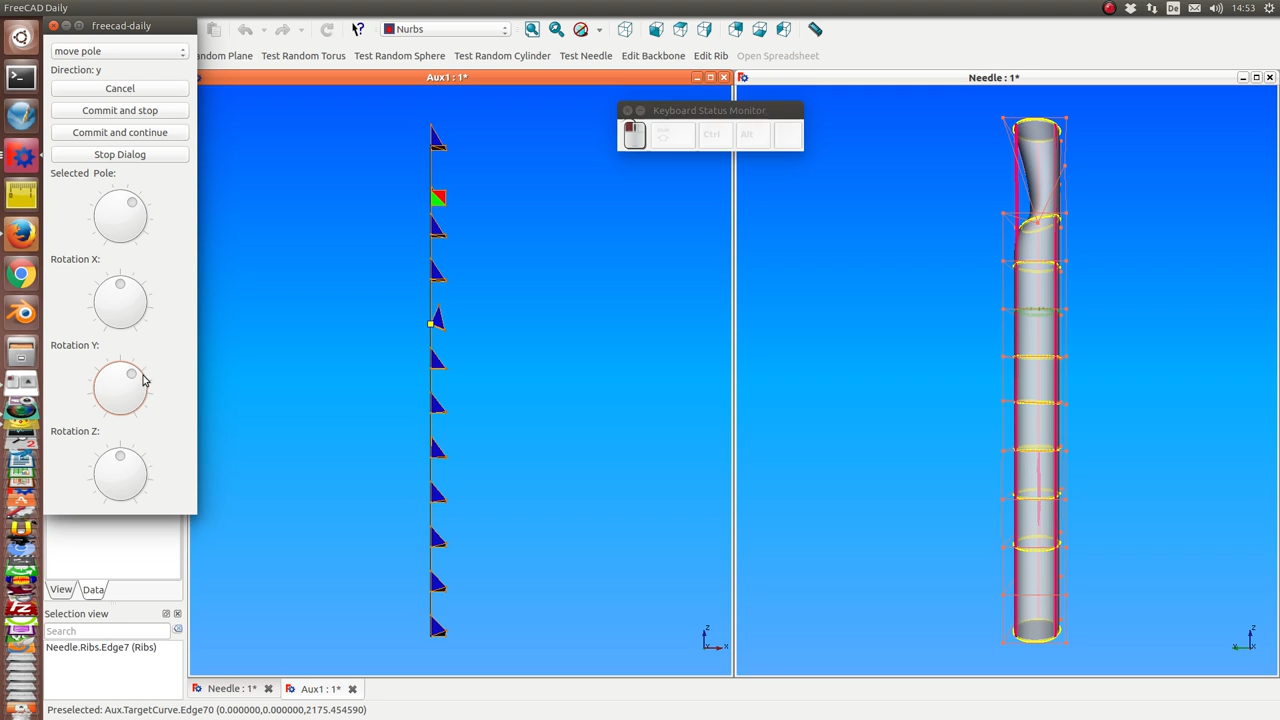 FreeCAD Daily
De
14:53
freecad-daily
move pole
Direction: y
Cancel
Commit and stop
Commit and continue
Stop Dialog
Selected Pole:
Rotation X:
Rotation Y:
Rotation Z:
View
Data
Selection view
Search
Needle.Ribs.Edge7 (Ribs)
Nurbs
andom Plane
Test Random Torus
Test Random Sphere
Test Random Cylinder
Test Needle
Edit Backbone
Edit Rib
Open Spreadsheet
Aux1 : 1*
Needle : 1*
Keyboard Status Monitor
Ctrl
Alt
z
x
z
y
Needle : 1*
Aux1 : 1*
Preselected: Aux.TargetCurve.Edge70 (0.000000,0.000000,2175.454590)